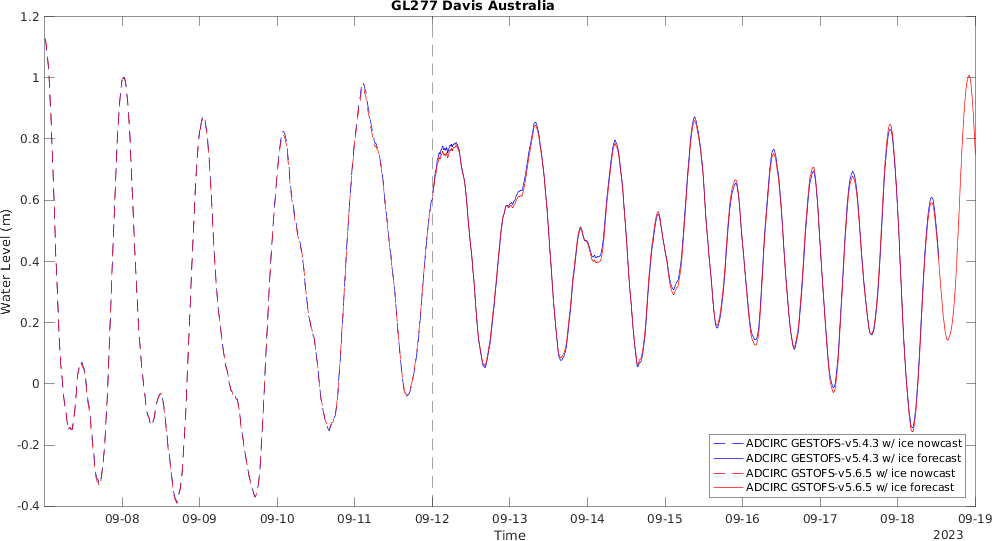 GL277 Davis Australia
1.2
1
0.8
0.6
0.4
0.2
0
-0.2
-0.4
Water Level (m)
09-08 09-09 09-10 09-11 09-12 09-13 09-14 09-15 09-16 09-17 09-18 09-19
Time
2023
ADCIRC GESTOFS-v5.4.3 w/ ice nowcast
ADCIRC GESTOFS-v5.4.3 w/ ice forecast
ADCIRC GSTOFS-v5.6.5 w/ ice nowcast
ADCIRC GSTOFS-v5.6.5 w/ ice forecast